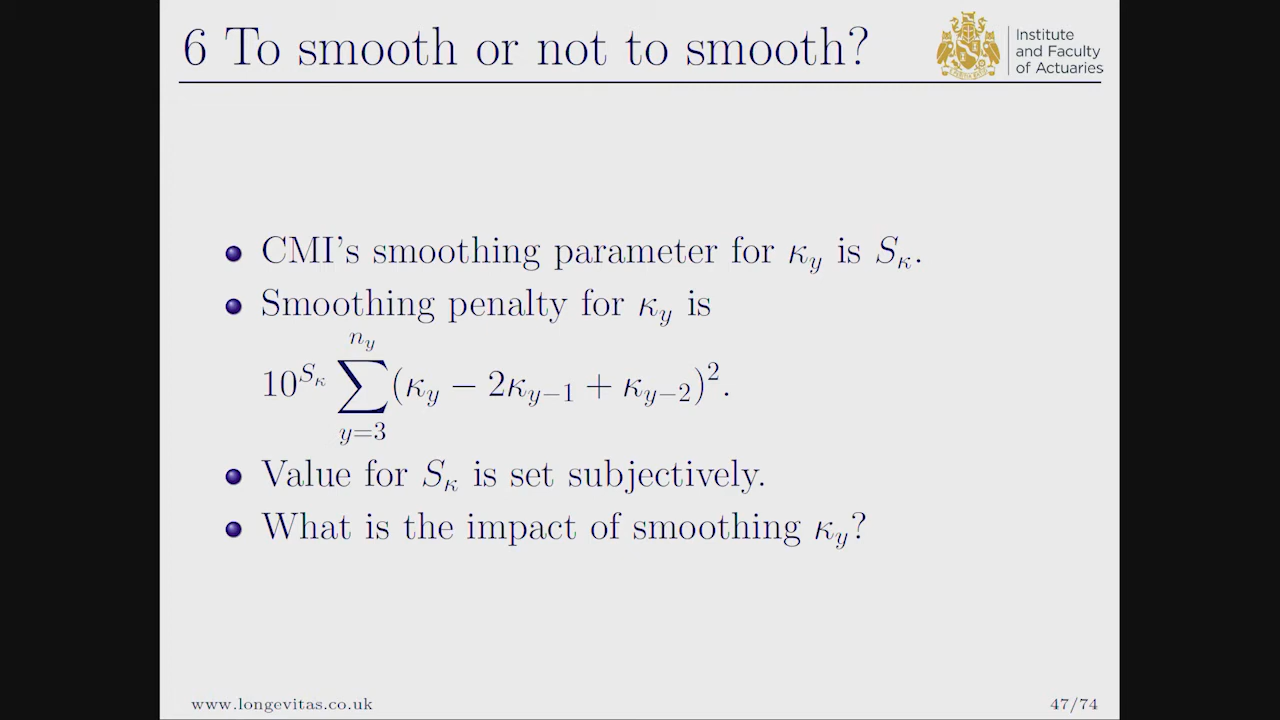 6 To smooth or not to smooth?
Institute
and Faculty
of Actuaries
• CMI's smoothing parameter for κ_y is S_κ.
• Smoothing penalty for κ_y is
10^{S_κ} \sum_{y=3}^{n_y} (κ_y − 2κ_{y−1} + κ_{y−2})^2.
• Value for S_κ is set subjectively.
• What is the impact of smoothing κ_y?
www.longevitas.co.uk
47/74